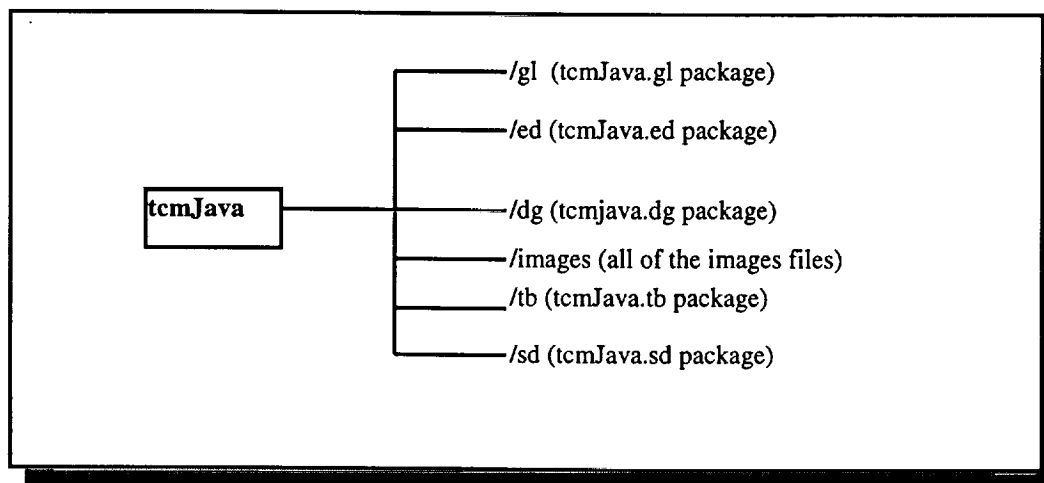 /gl (tcmJava.gl package)
/ed (tcmJava.ed package)
tcmJava
/dg (tcmjava.dg package)
/images (all of the images files)
/tb (tcmJava.tb package)
/sd (tcmJava.sd package)